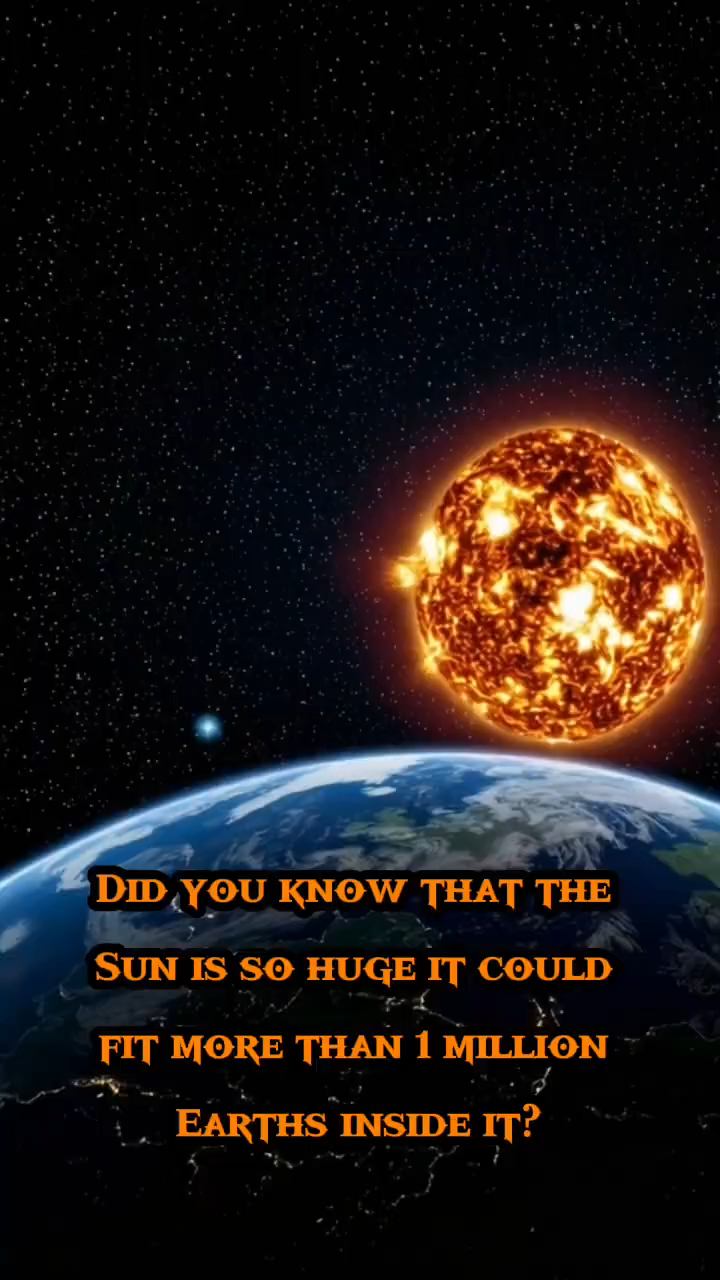 Did you know that the
Sun is so huge it could
fit more than 1 million
Earths inside it?